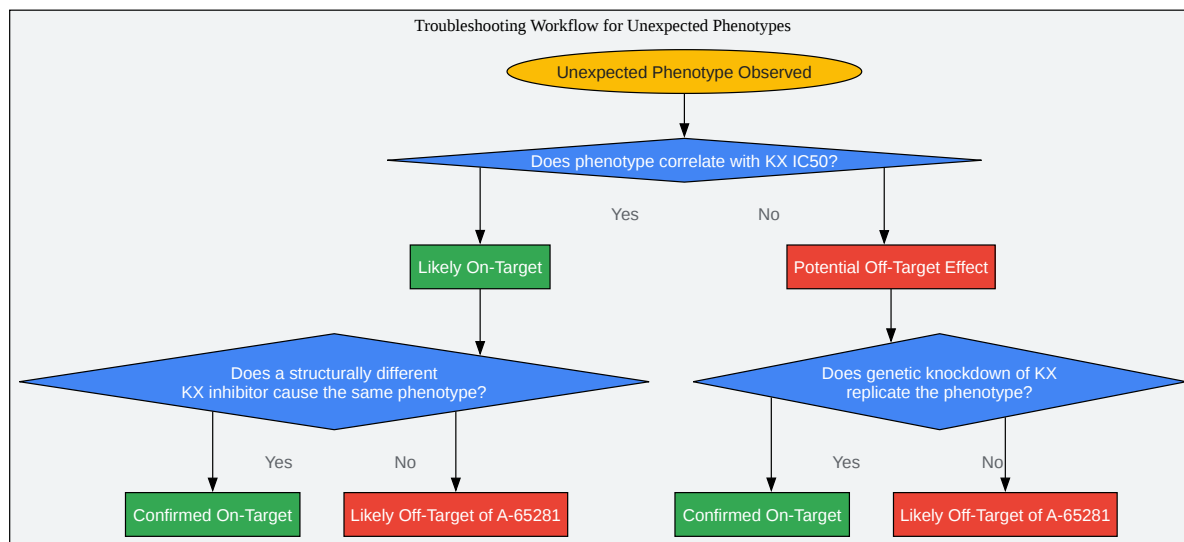 Troubleshooting Workflow for Unexpected Phenotypes
Unexpected Phenotype Observed
Does phenotype correlate with KX IC50?
Yes
No
Likely On-Target
Potential Off-Target Effect
Does a structurally different
KX inhibitor cause the same phenotype?
Does genetic knockdown of KX
replicate the phenotype?
Yes
No
Yes
No
Confirmed On-Target
Likely Off-Target of A-65281
Confirmed On-Target
Likely Off-Target of A-65281